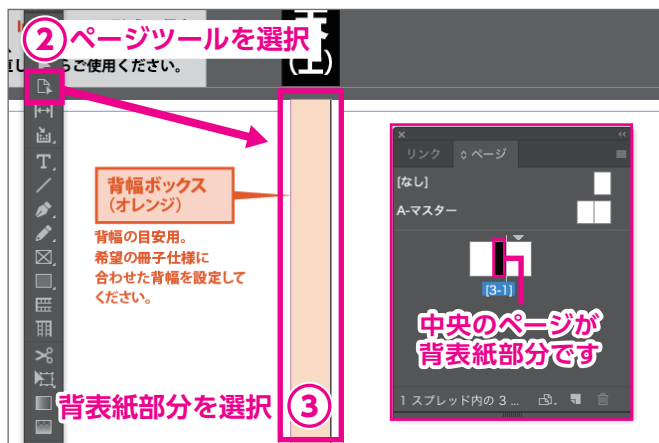 ②ページツールを選択
直し
らご使用ください。
(上)
背幅ボックス
(オレンジ)
背幅の目安用。
希望の冊子仕様に
合わせた背幅を設定して
ください。
背表紙部分を選択 ③
リンク ページ
[なし]
A-マスター
[3-1]
中央のページが
背表紙部分です
1 スプレッド内の 3 ...